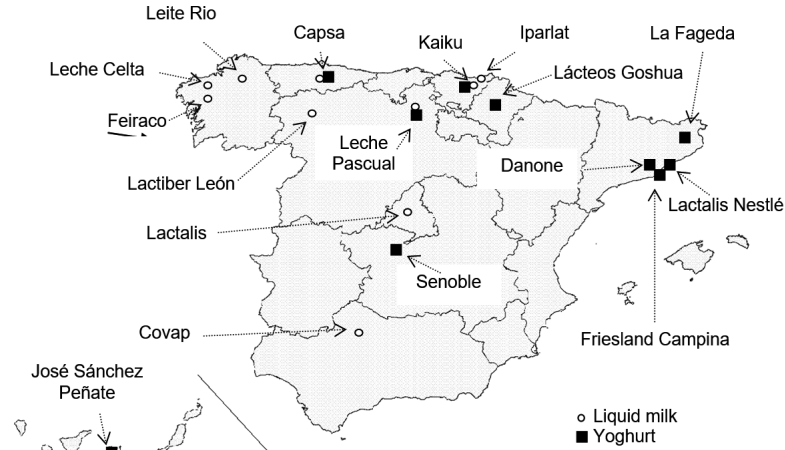 Leite Rio
Capsa
Iparlat
La Fageda
Kaiku
Leche Celta
Lácteos Goshua
Feiraco
Leche
Pascual
Danone
Lactiber León
Lactalis Nestlé
Lactalis
Senoble
Covap
Friesland Campina
José Sánchez
Peñate
Liquid milk
Yoghurt